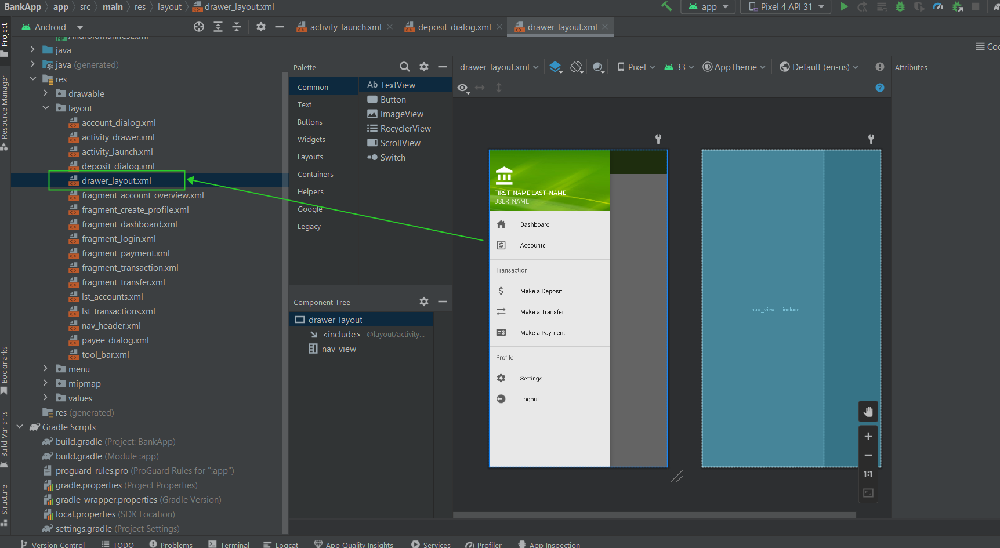 BankApp app src main res layout drawer_layout.xml
app Pixel 4 API 31
Project
Android
activity_launch.xml deposit_dialog.xml drawer_layout.xml
AndroidManifest.xml
java
java (generated)
res
drawable
layout
account_dialog.xml
activity_drawer.xml
activity_launch.xml
deposit_dialog.xml
drawer_layout.xml
fragment_account_overview.xml
fragment_create_profile.xml
fragment_dashboard.xml
fragment_login.xml
fragment_payment.xml
fragment_transaction.xml
fragment_transfer.xml
lst_accounts.xml
lst_transactions.xml
nav_header.xml
payee_dialog.xml
tool_bar.xml
menu
mipmap
values
res (generated)
Gradle Scripts
build.gradle (Project: BankApp)
build.gradle (Module :app)
proguard-rules.pro (ProGuard Rules for ":app")
gradle.properties (Project Properties)
gradle-wrapper.properties (Gradle Version)
local.properties (SDK Location)
settings.gradle (Project Settings)
Resource Manager
Bookmarks
Build Variants
Structure
Palette
Common
Text
Buttons
Widgets
Layouts
Containers
Helpers
Google
Legacy
Ab TextView
Button
ImageView
RecyclerView
ScrollView
Switch
Component Tree
drawer_layout
<include> @layout/activity...
nav_view
drawer_layout.xml Pixel 33 AppTheme Default (en-us)
Attributes
FIRST_NAME LAST_NAME
USER_NAME
Dashboard
Accounts
Transaction
Make a Deposit
Make a Transfer
Make a Payment
Profile
Settings
Logout
nav_view include
1:1
Version Control TODO Problems Terminal Logcat App Quality Insights Services Profiler App Inspection